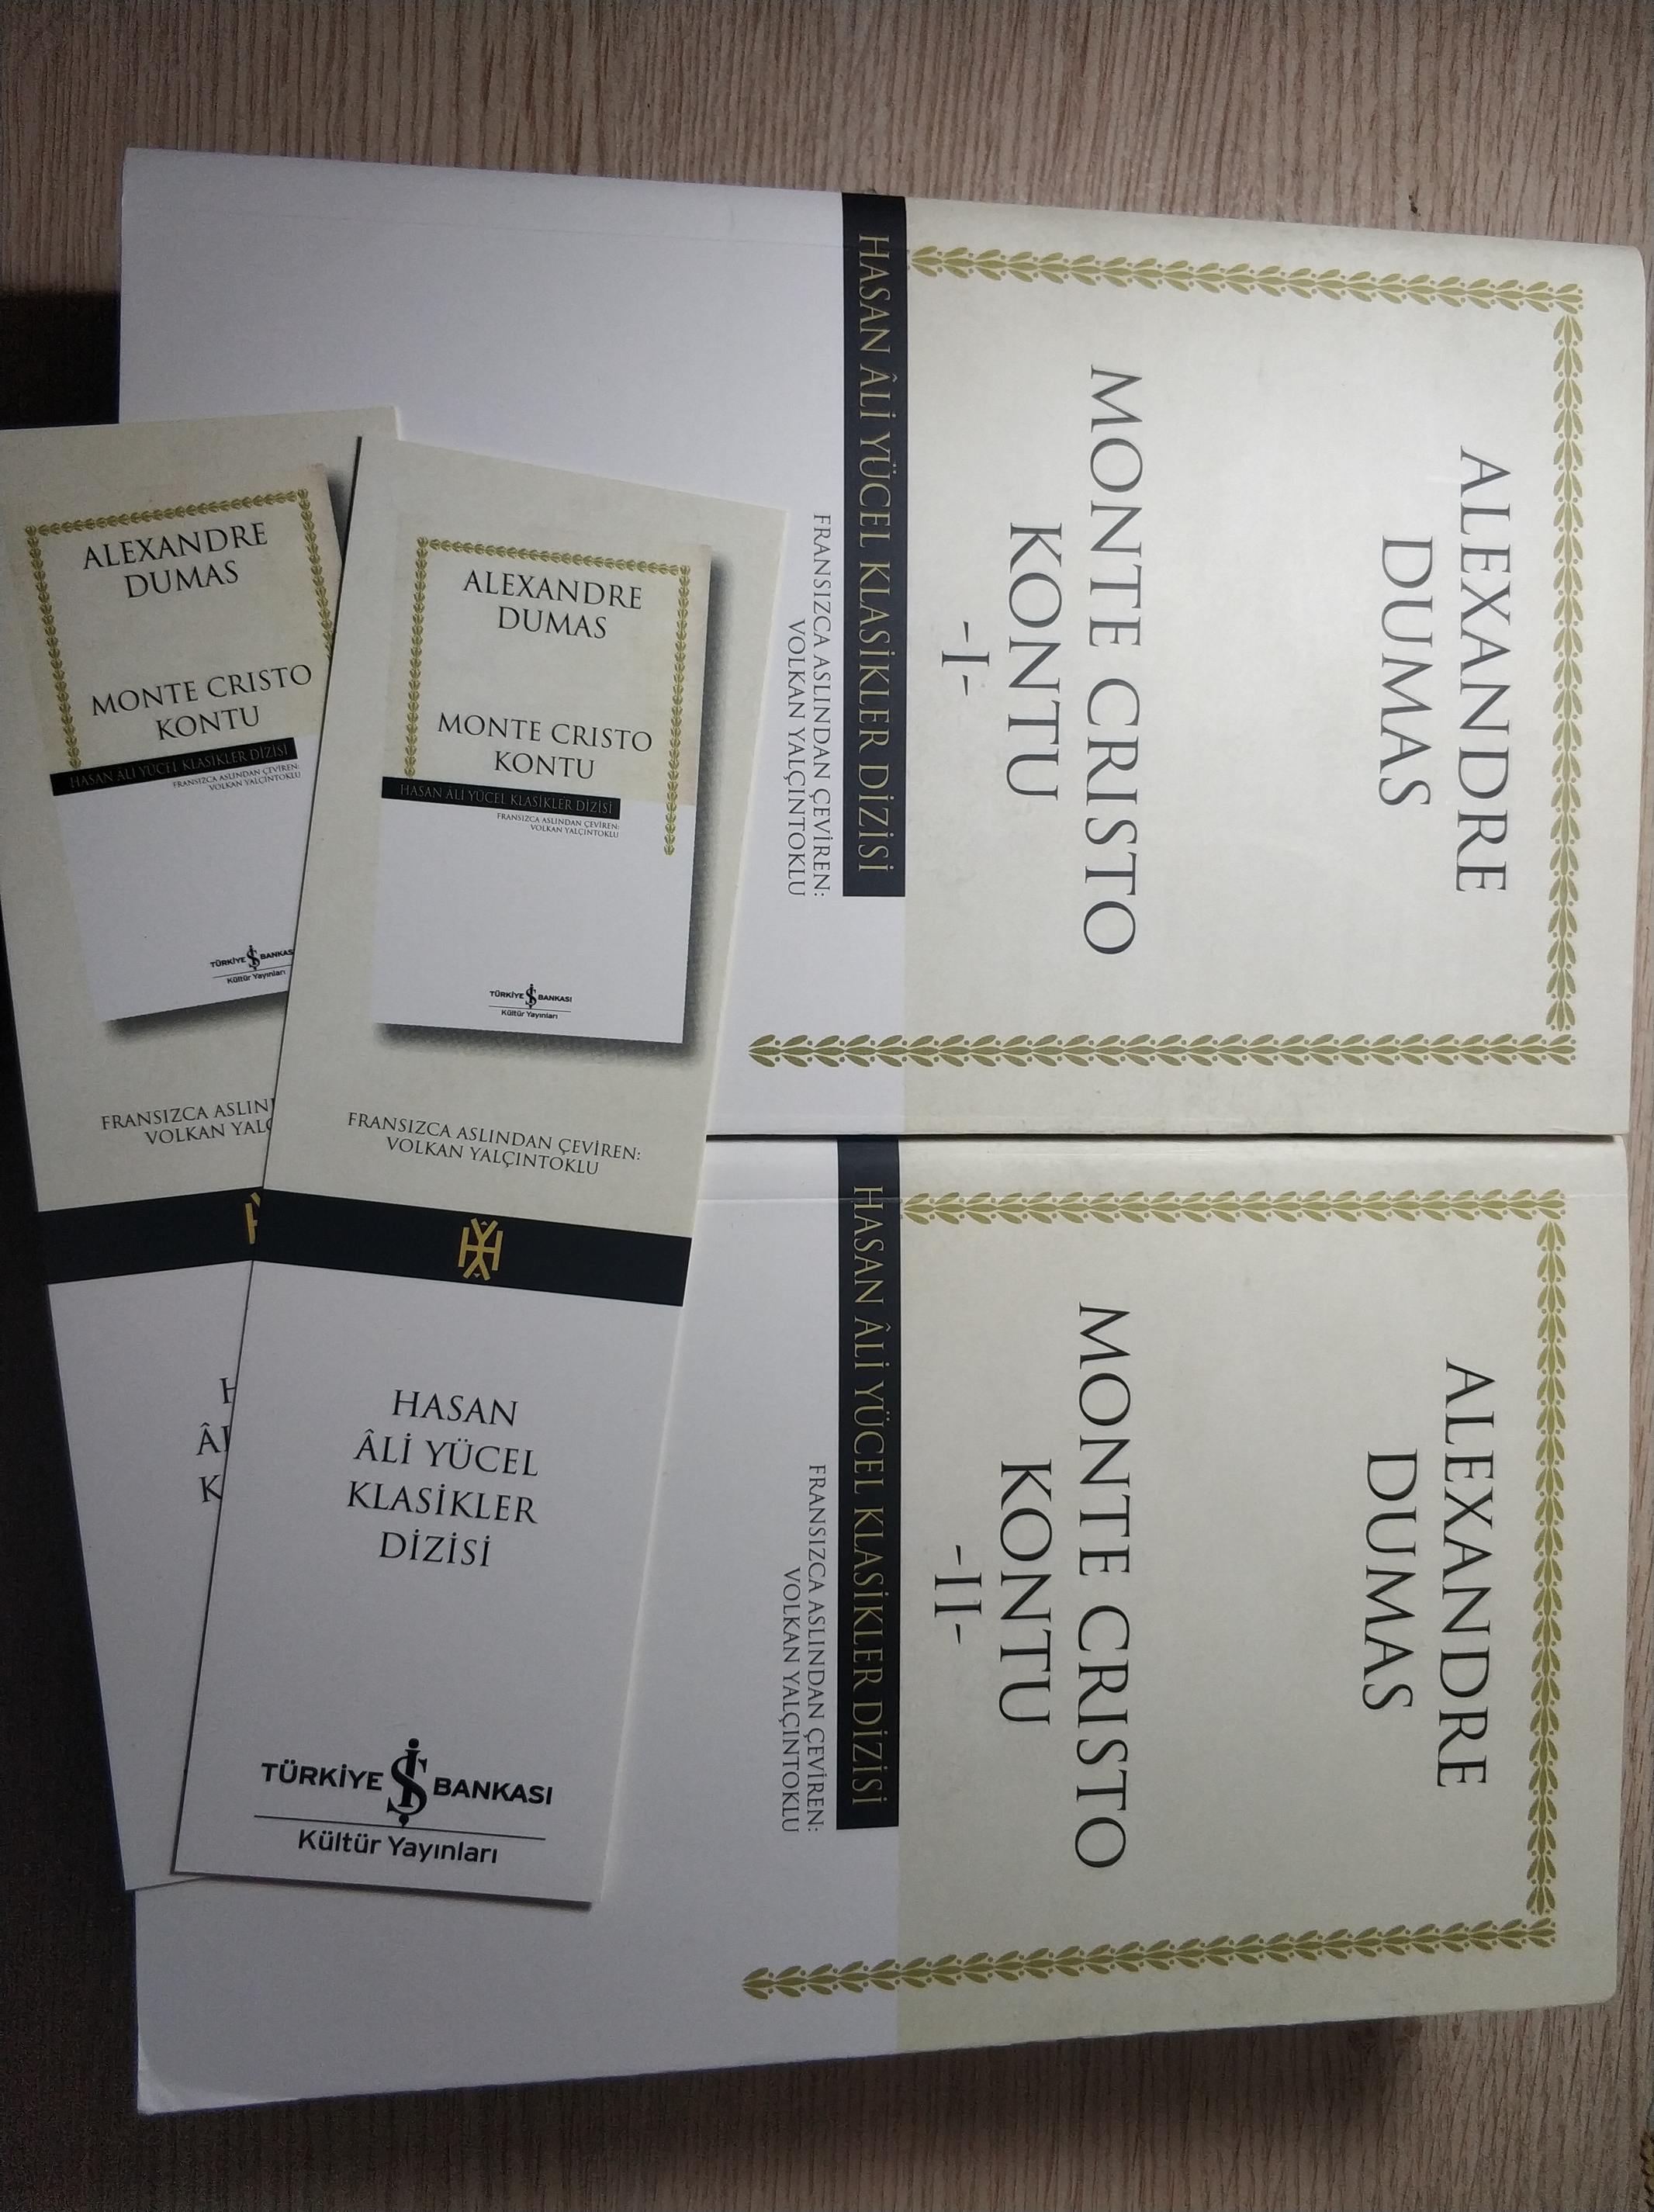 ALEXANDRE
DUMAS
MONTE CRISTO
KONTU
-I-
HASAN ÂLİ YÜCEL KLASİKLER DİZİSİ
FRANSIZCA ASLINDAN ÇEVİREN:
VOLKAN YALÇINTOKLU
ALEXANDRE
DUMAS
MONTE CRISTO
KONTU
-II-
HASAN ÂLİ YÜCEL KLASİKLER DİZİSİ
FRANSIZCA ASLINDAN ÇEVİREN:
VOLKAN YALÇINTOKLU
ALEXANDRE
DUMAS
MONTE CRISTO
KONTU
HASAN ÂLİ YÜCEL KLASİKLER DİZİSİ
FRANSIZCA ASLINDAN ÇEVİREN:
VOLKAN YALÇINTOKLU
TÜRKİYE İŞ BANKASI
Kültür Yayınları
FRANSIZCA
ALEXANDRE
DUMAS
MONTE CRISTO
KONTU
HASAN ÂLİ YÜCEL KLASİKLER DİZİSİ
FRANSIZCA ASLINDAN ÇEVİREN:
VOLKAN YALÇINTOKLU
TÜRKİYE İŞ BANKASI
Kültür Yayınları
FRANSIZCA ASLINDAN ÇEVİREN:
VOLKAN YALÇINTOKLU
HASAN
ÂLİ YÜCEL
KLASİKLER
DİZİSİ
TÜRKİYE İŞ BANKASI
Kültür Yayınları